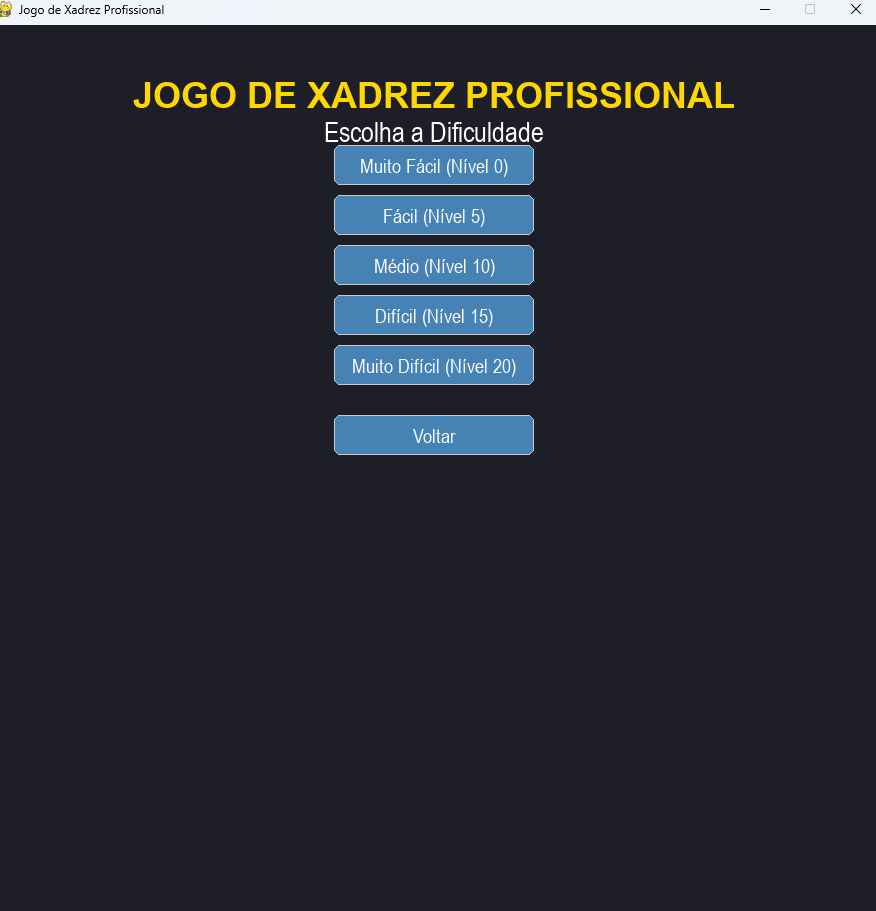 Jogo de Xadrez Profissional
JOGO DE XADREZ PROFISSIONAL
Escolha a Dificuldade
Muito Fácil (Nível 0)
Fácil (Nível 5)
Médio (Nível 10)
Difícil (Nível 15)
Muito Difícil (Nível 20)
Voltar